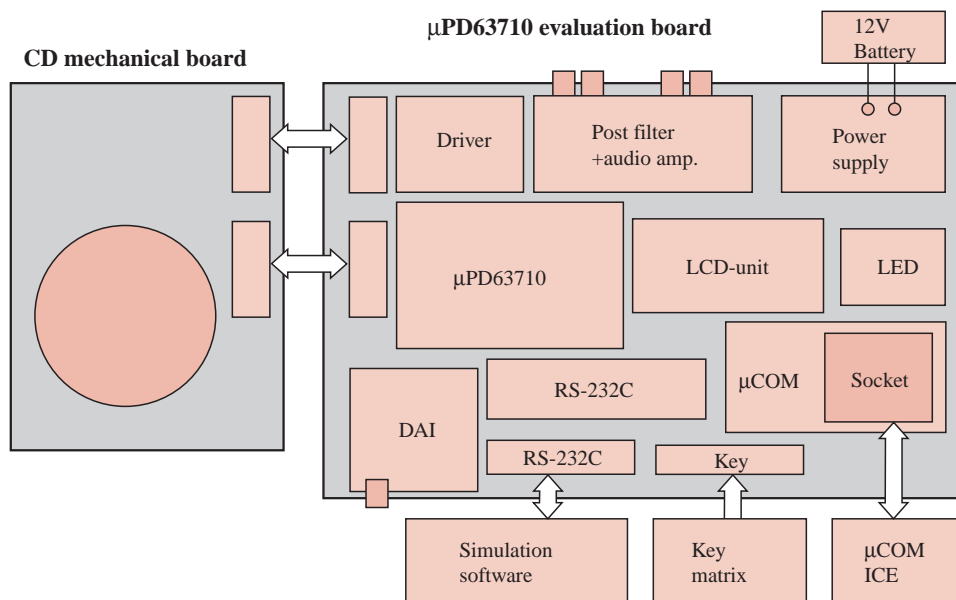 μPD63710 evaluation board
12V
Battery
CD mechanical board
Driver
Post filter
+audio amp.
Power
supply
μPD63710
LCD-unit
LED
RS-232C
μCOM
Socket
DAI
RS-232C
Key
Simulation
software
Key
matrix
μCOM
ICE